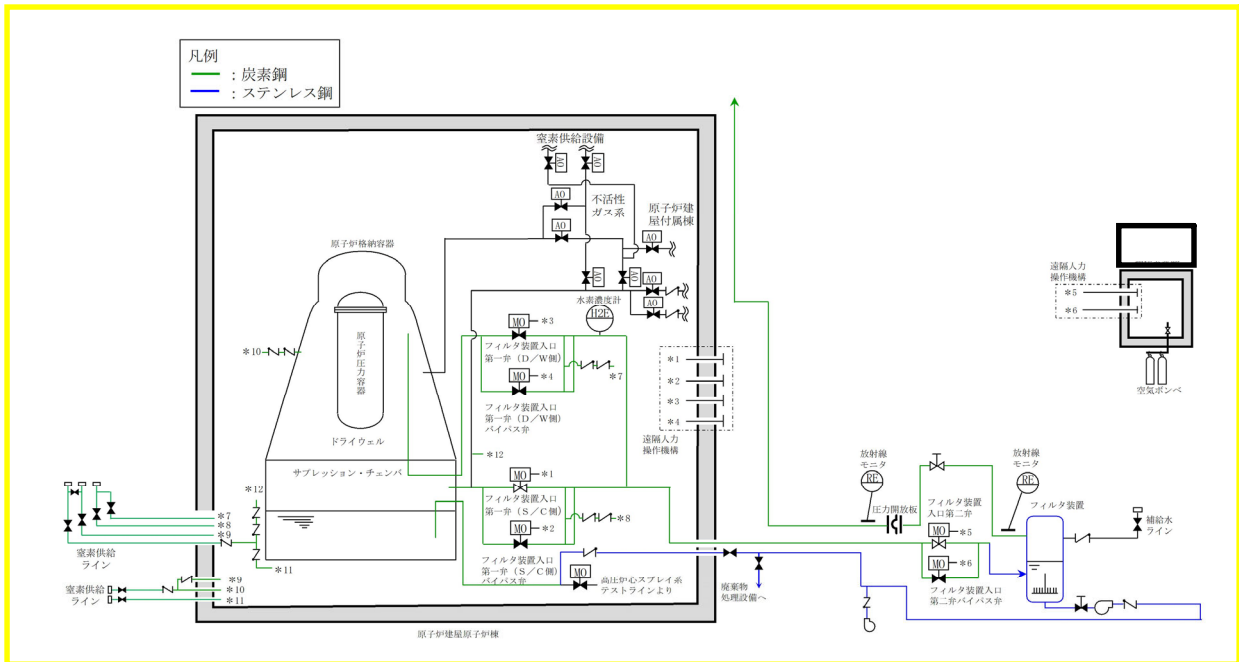 凡例
：炭素鋼
：ステンレス鋼
窒素供給設備
AO
AO
AO
不活性
ガス系
AO
原子炉建
屋付属棟
AO
AO
AO
AO
AO
原子炉格納容器
原子炉圧力容器
ドライウェル
サプレッション・チェンバ
水素濃度計
H2E
MO
*3
フィルタ装置入口
第一弁（D／W側）
MO
*4
*7
フィルタ装置入口
第一弁（D／W側）
バイパス弁
*10
*12
MO
*1
フィルタ装置入口
第一弁（S／C側）
MO
*2
*8
フィルタ装置入口
第一弁（S／C側）
バイパス弁
MO
高圧炉心スプレイ系
テストラインより
*1
*2
*3
*4
遠隔人力
操作機構
*12
*7
*8
*9
*11
窒素供給
ライン
*9
*10
*11
窒素供給
ライン
原子炉建屋原子炉棟
廃棄物
処理設備へ
放射線
モニタ
RE
圧力開放板
放射線
モニタ
RE
フィルタ装置
入口第二弁
MO
*5
MO
*6
フィルタ装置入口
第二弁バイパス弁
フィルタ装置
補給水
ライン
遠隔人力
操作機構
*5
*6
空気ボンベ